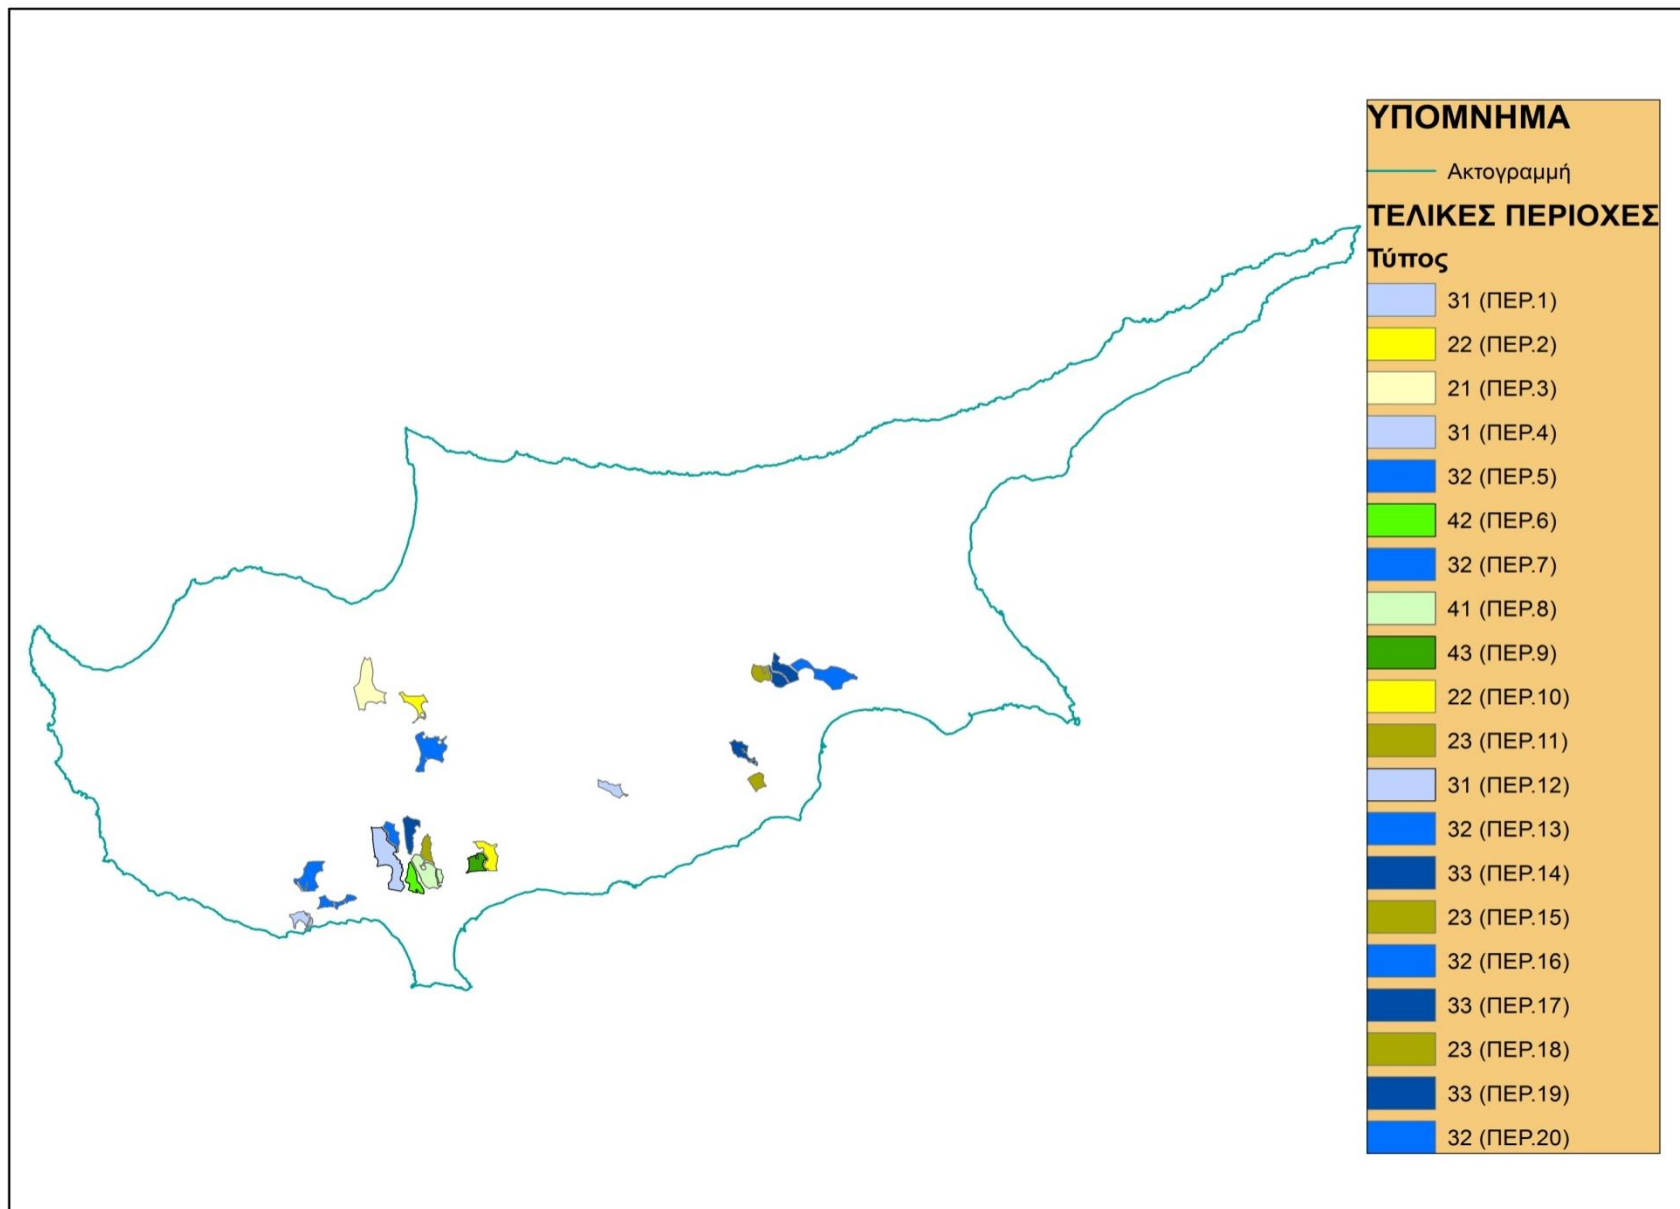 ΥΠΟΜΝΗΜΑ
Ακτογραμμή
ΤΕΛΙΚΕΣ ΠΕΡΙΟΧΕΣ
Τύπος
31 (ΠΕΡ.1)
22 (ΠΕΡ.2)
21 (ΠΕΡ.3)
31 (ΠΕΡ.4)
32 (ΠΕΡ.5)
42 (ΠΕΡ.6)
32 (ΠΕΡ.7)
41 (ΠΕΡ.8)
43 (ΠΕΡ.9)
22 (ΠΕΡ.10)
23 (ΠΕΡ.11)
31 (ΠΕΡ.12)
32 (ΠΕΡ.13)
33 (ΠΕΡ.14)
23 (ΠΕΡ.15)
32 (ΠΕΡ.16)
33 (ΠΕΡ.17)
23 (ΠΕΡ.18)
33 (ΠΕΡ.19)
32 (ΠΕΡ.20)